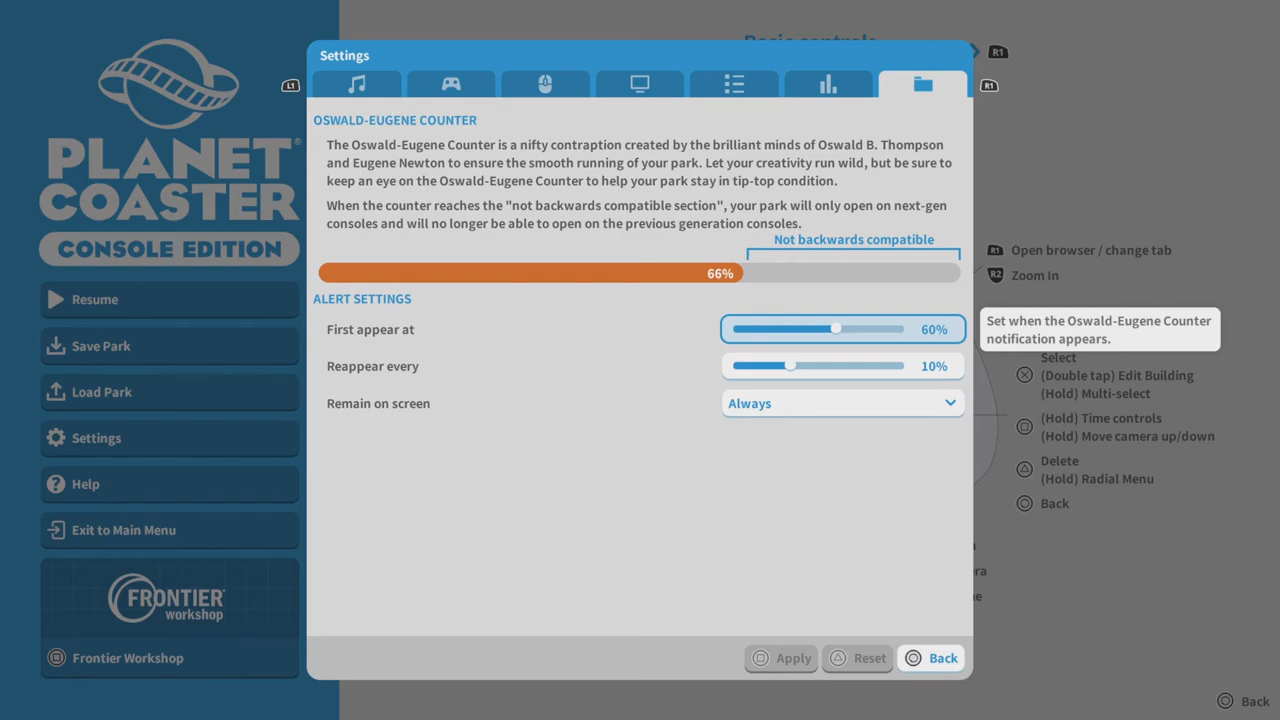 PLANET
COASTER®
CONSOLE EDITION
Resume
Save Park
Load Park
Settings
Help
Exit to Main Menu
FRONTIER
workshop
Frontier Workshop
Settings
L1
R1
R1
OSWALD-EUGENE COUNTER
The Oswald-Eugene Counter is a nifty contraption created by the brilliant minds of Oswald B. Thompson
and Eugene Newton to ensure the smooth running of your park. Let your creativity run wild, but be sure to
keep an eye on the Oswald-Eugene Counter to help your park stay in tip-top condition.
When the counter reaches the "not backwards compatible section", your park will only open on next-gen
consoles and will no longer be able to open on the previous generation consoles.
Not backwards compatible
66%
ALERT SETTINGS
First appear at
60%
Reappear every
10%
Remain on screen
Always
Apply
Reset
Back
R1 Open browser / change tab
R2 Zoom In
Set when the Oswald-Eugene Counter
notification appears.
Select
(Double tap) Edit Building
(Hold) Multi-select
(Hold) Time controls
(Hold) Move camera up/down
Delete
(Hold) Radial Menu
Back
Back